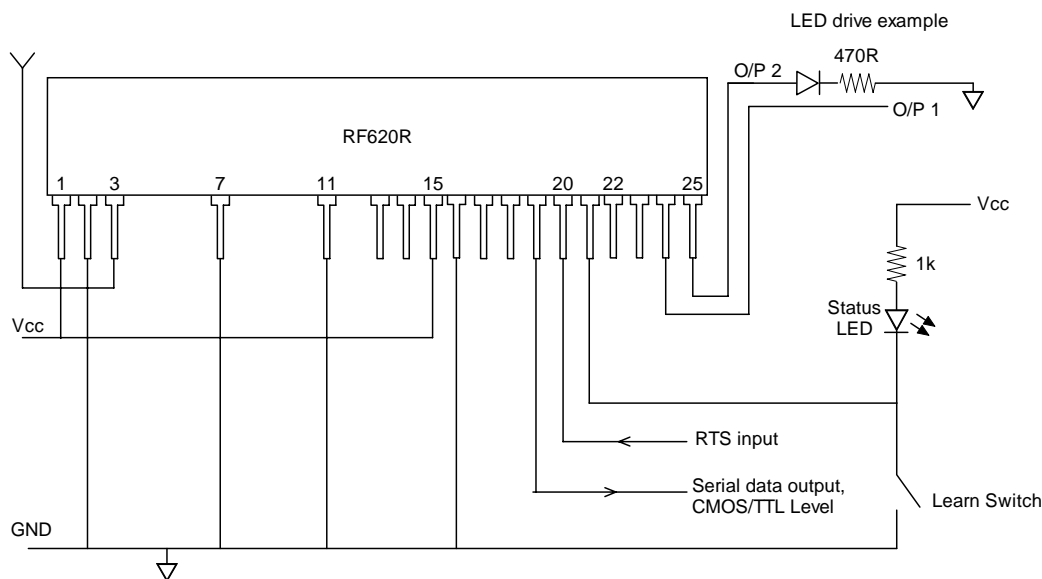 LED drive example
470R
O/P 2
O/P 1
RF620R
1
3
7
11
15
20
22
25
Vcc
1k
Status
LED
Vcc
RTS input
Serial data output,
CMOS/TTL Level
Learn Switch
GND